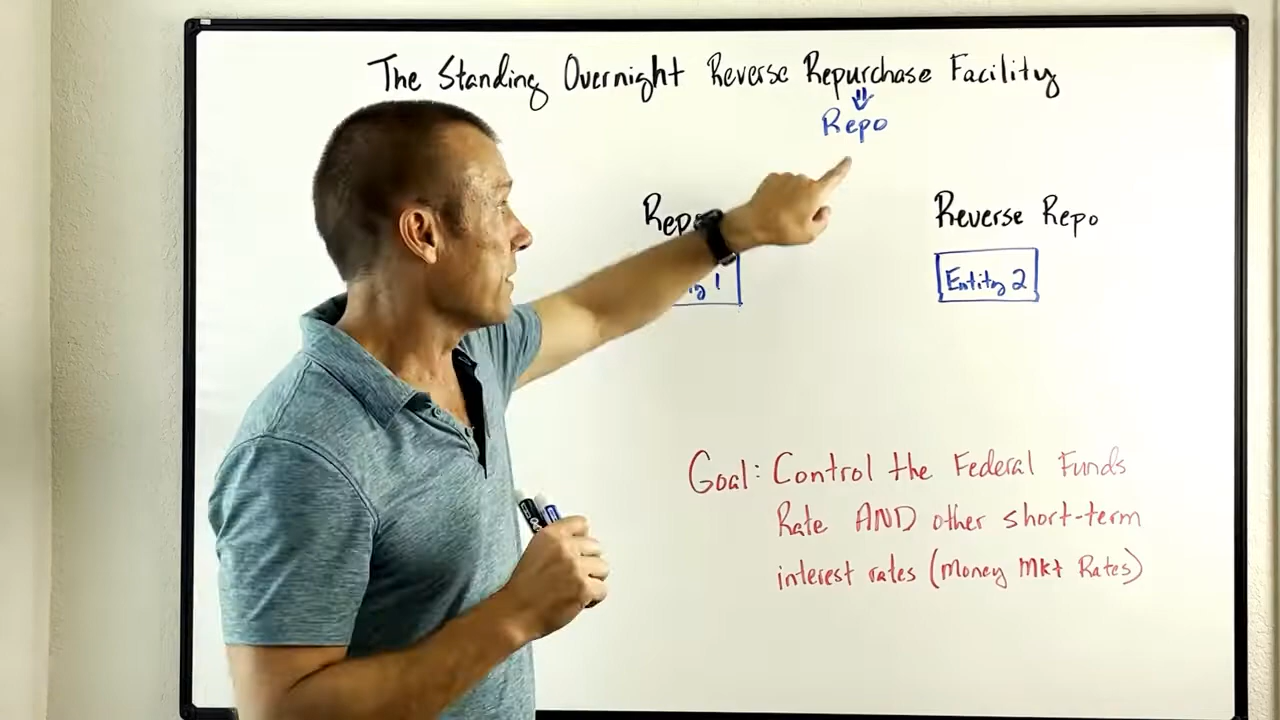 The Standing Overnight Reverse Repurchase Facility
Repo
Repo
Reverse Repo
Entity 2
Goal: Control the Federal Funds
Rate AND other short-term
interest rates (Money Mkt Rates)